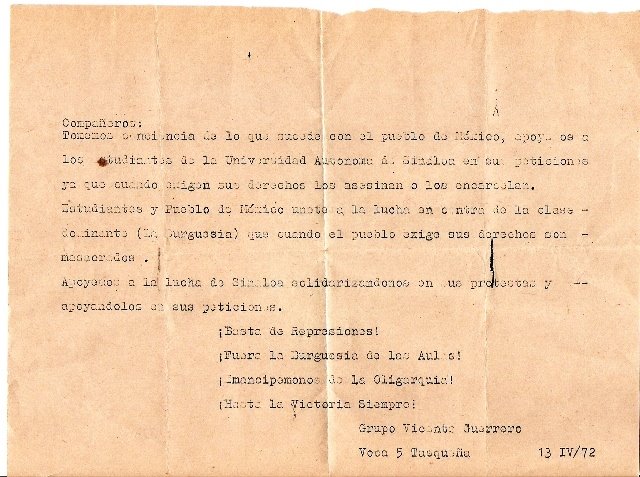 Compañeros:
Tomemos conciencia de lo que sucede con el pueblo de México, apoyemos a
los estudiantes de la Universidad Autonoma de Sinaloa en sus peticiones
ya que cuando exigen sus derechos los asesinan o los encarcelan.
Estudiantes y Pueblo de México unete a la lucha en contra de la clase -
dominante (La Burguesia) que cuando el pueblo exige sus derechos son -
masacrados .
Apoyemos a la lucha de Sinaloa solidarizandonos en sus protestas y --
apoyandolos en sus peticiones.
¡Basta de Represiones!
¡Fuera la Burguesía de las Aulas!
¡Emancipemonos de la Oligarquia!
¡Hasta la Victoria Siempre!
Grupo Vicente Guerrero
Voca 5 Tasqueña 13 IV/72